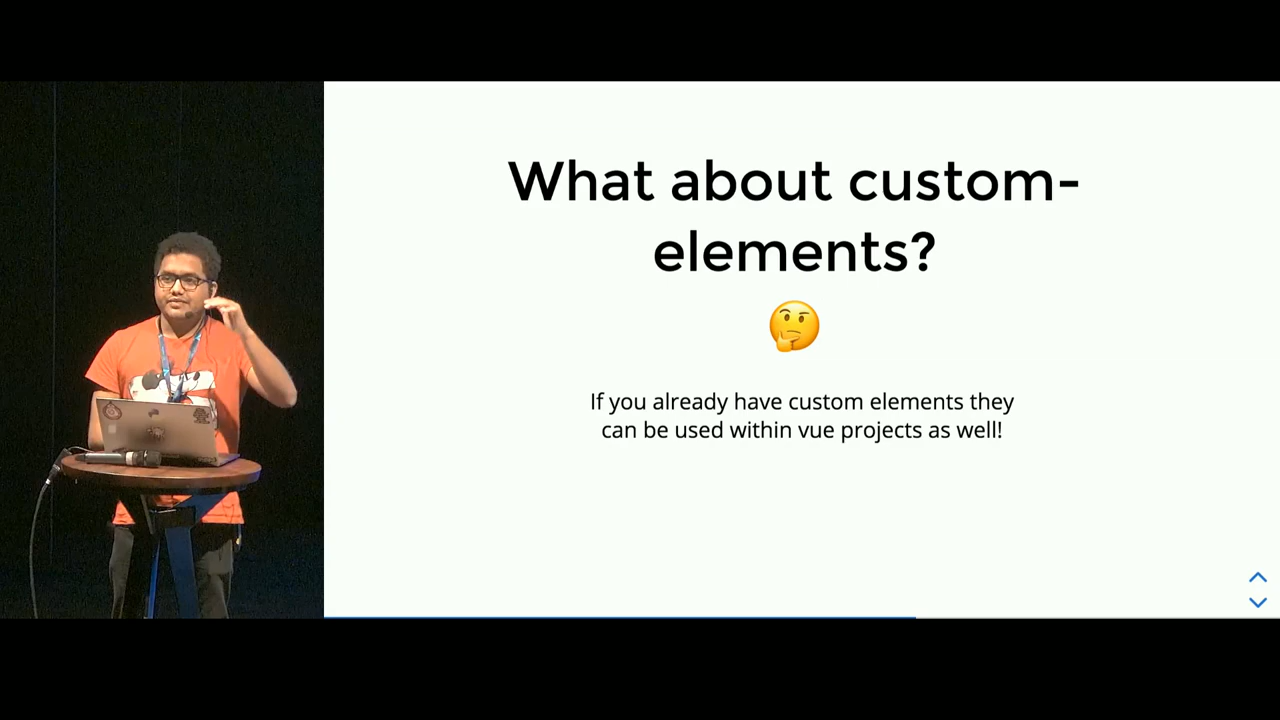 What about custom-
elements?
If you already have custom elements they
can be used within vue projects as well!